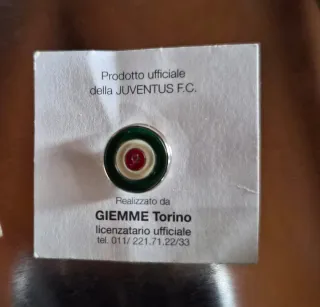 Prodotto ufficiale
della JUVENTUS F.C.
Realizzato da
GIEMME Torino
licenziatario ufficiale
tel. 011/ 221.71.22/33